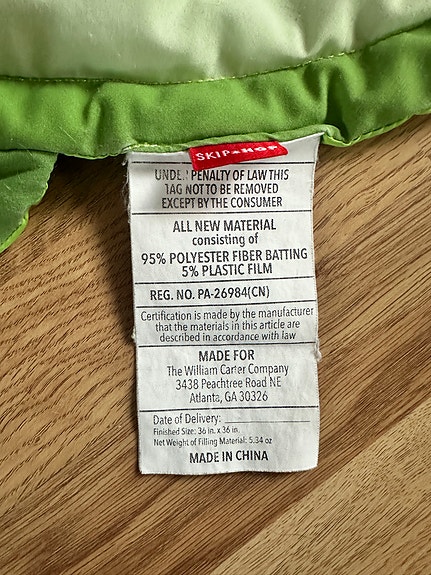 SKIP★HOP
UNDER PENALTY OF LAW THIS
TAG NOT TO BE REMOVED
EXCEPT BY THE CONSUMER
ALL NEW MATERIAL
consisting of
95% POLYESTER FIBER BATTING
5% PLASTIC FILM
REG. NO. PA-26984(CN)
Certification is made by the manufacturer
that the materials in this article are
described in accordance with law
MADE FOR
The William Carter Company
3438 Peachtree Road NE
Atlanta, GA 30326
Date of Delivery:
Finished Size: 36 in. x 36 in.
Net Weight of Filling Material: 5.34 oz
MADE IN CHINA